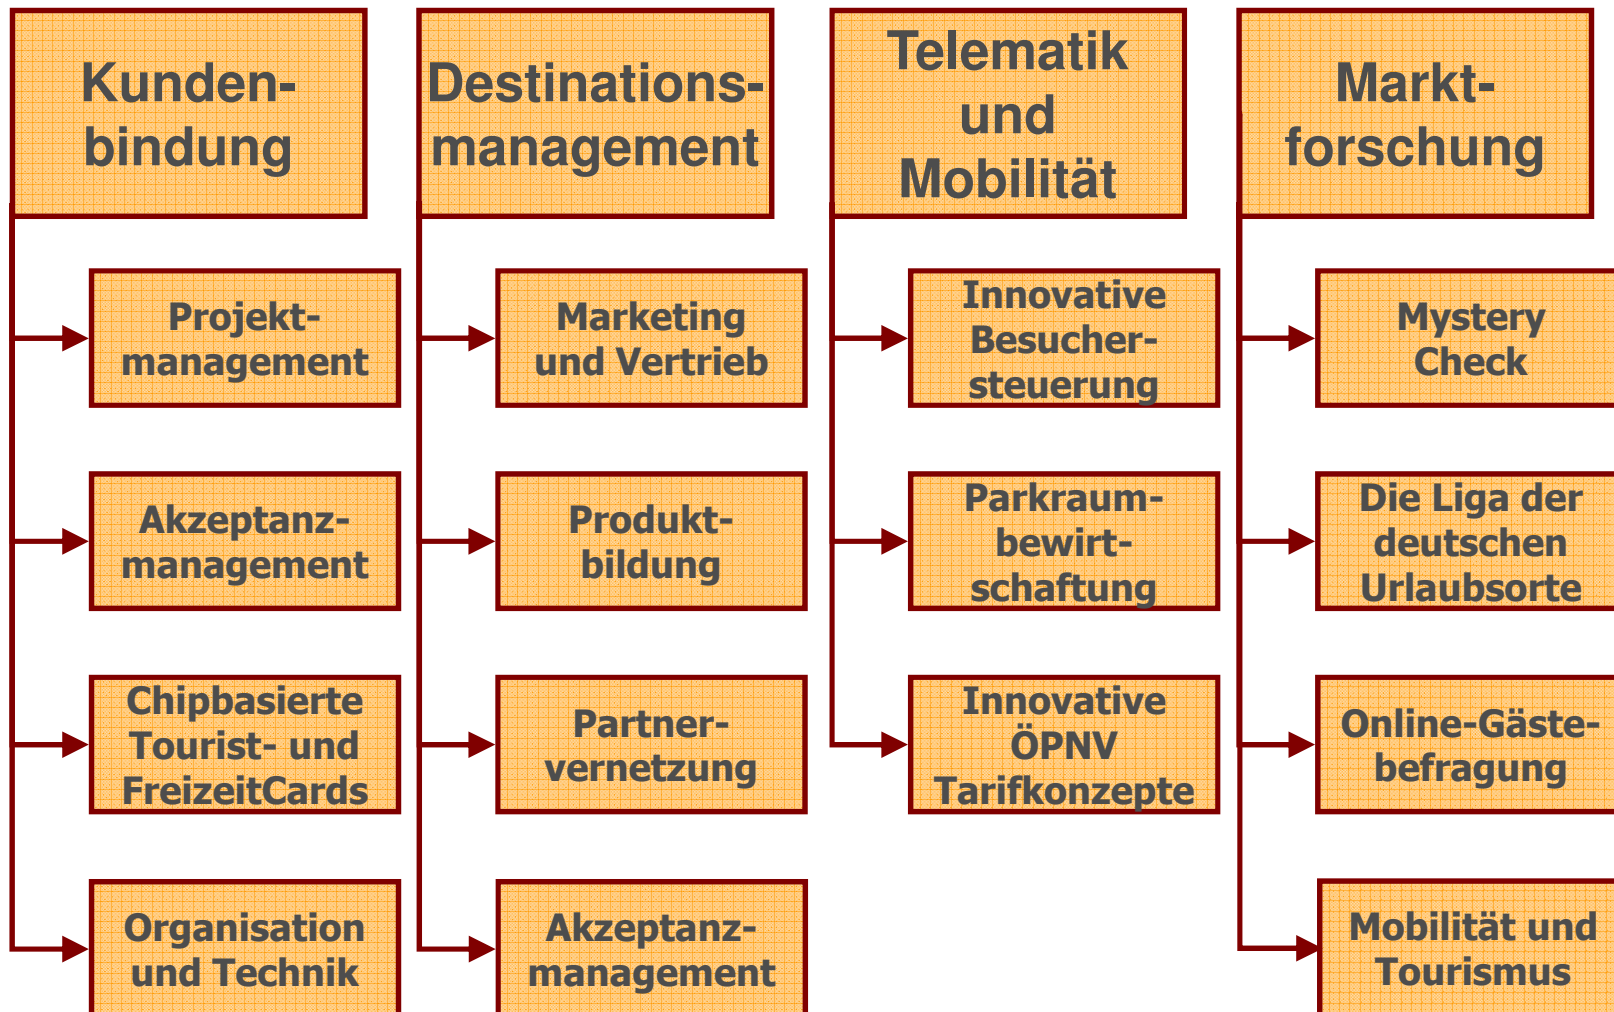 Kunden-
bindung
Projekt-
management
Akzeptanz-
management
Chipbasierte
Tourist- und
FreizeitCards
Organisation
und Technik
Destinations-
management
Marketing
und Vertrieb
Produkt-
bildung
Partner-
vernetzung
Akzeptanz-
management
Telematik
und
Mobilität
Innovative
Besucher-
steuerung
Parkraum-
bewirt-
schaftung
Innovative
ÖPNV
Tarifkonzepte
Markt-
forschung
Mystery
Check
Die Liga der
deutschen
Urlaubsorte
Online-Gäste-
befragung
Mobilität und
Tourismus